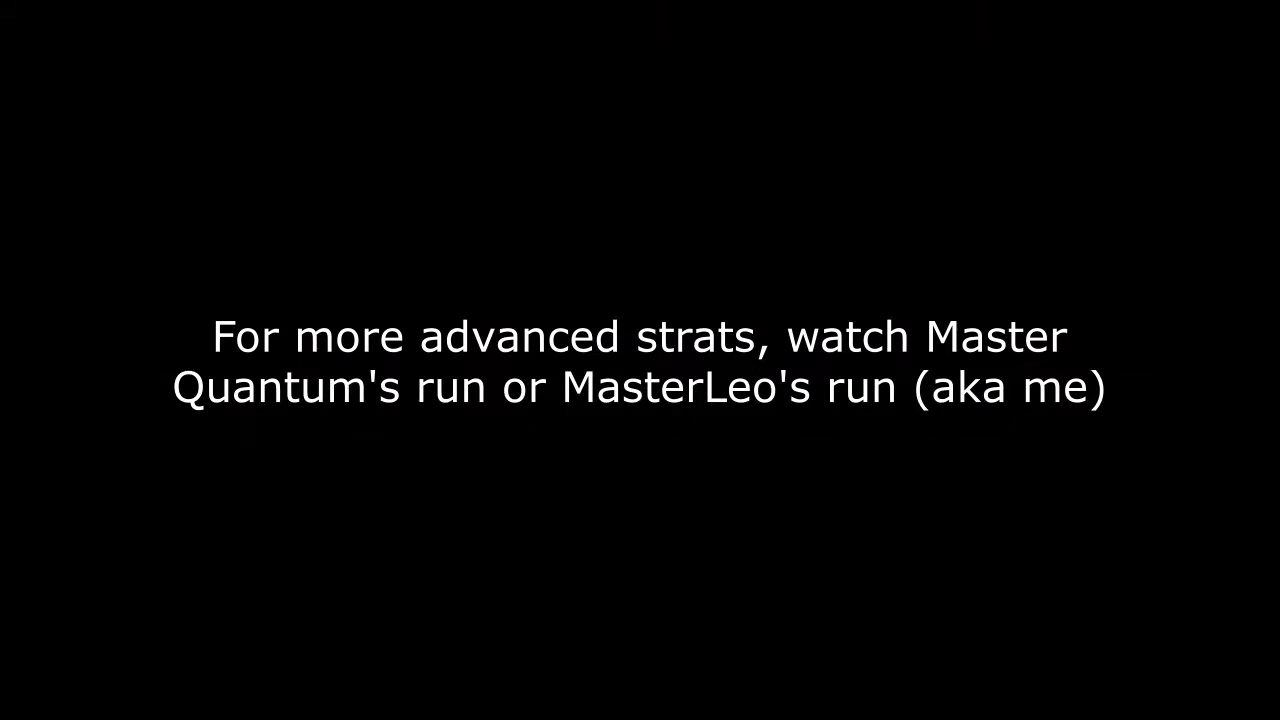 For more advanced strats, watch Master
Quantum's run or MasterLeo's run (aka me)